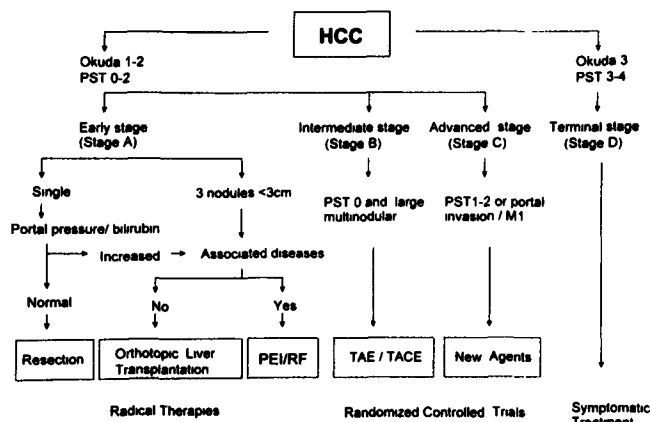 HCC
Okuda 1-2
PST 0-2
Okuda 3
PST 3-4
Early stage
(Stage A)
Intermediate stage
(Stage B)
Advanced stage
(Stage C)
Terminal stage
(Stage D)
Single
3 nodules <3cm
PST 0 and large
multinodular
PST1-2 or portal
invasion / M1
Portal pressure/ bilirubin
Increased
Associated diseases
Normal
No
Yes
Resection
Orthotopic Liver
Transplantation
PEI/RF
TAE / TACE
New Agents
Radical Therapies
Randomized Controlled Trials
Symptomatic
Treatment